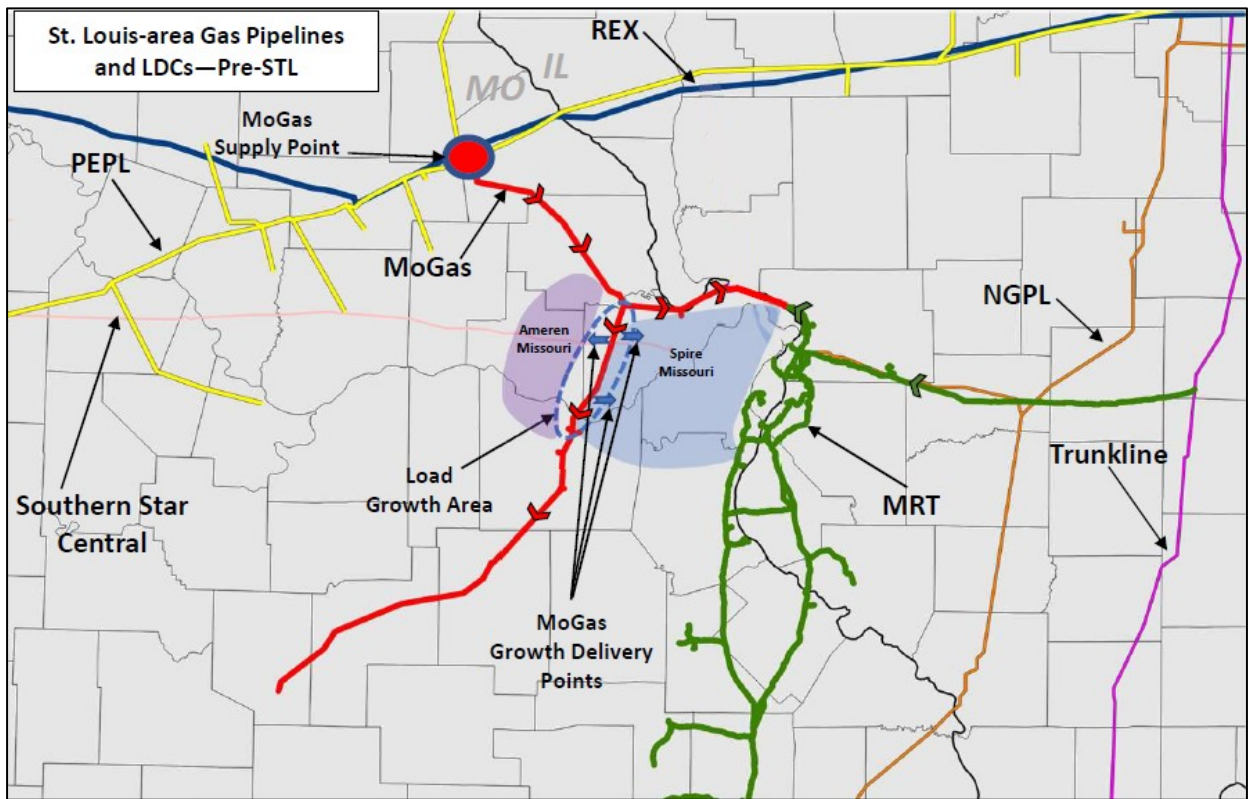 St. Louis-area Gas Pipelines
and LDCs—Pre-STL
REX
MO
IL
MoGas
Supply Point
PEPL
MoGas
NGPL
Ameren
Missouri
Spire
Missouri
Load
Growth Area
Trunkline
MRT
Southern Star
Central
MoGas
Growth Delivery
Points